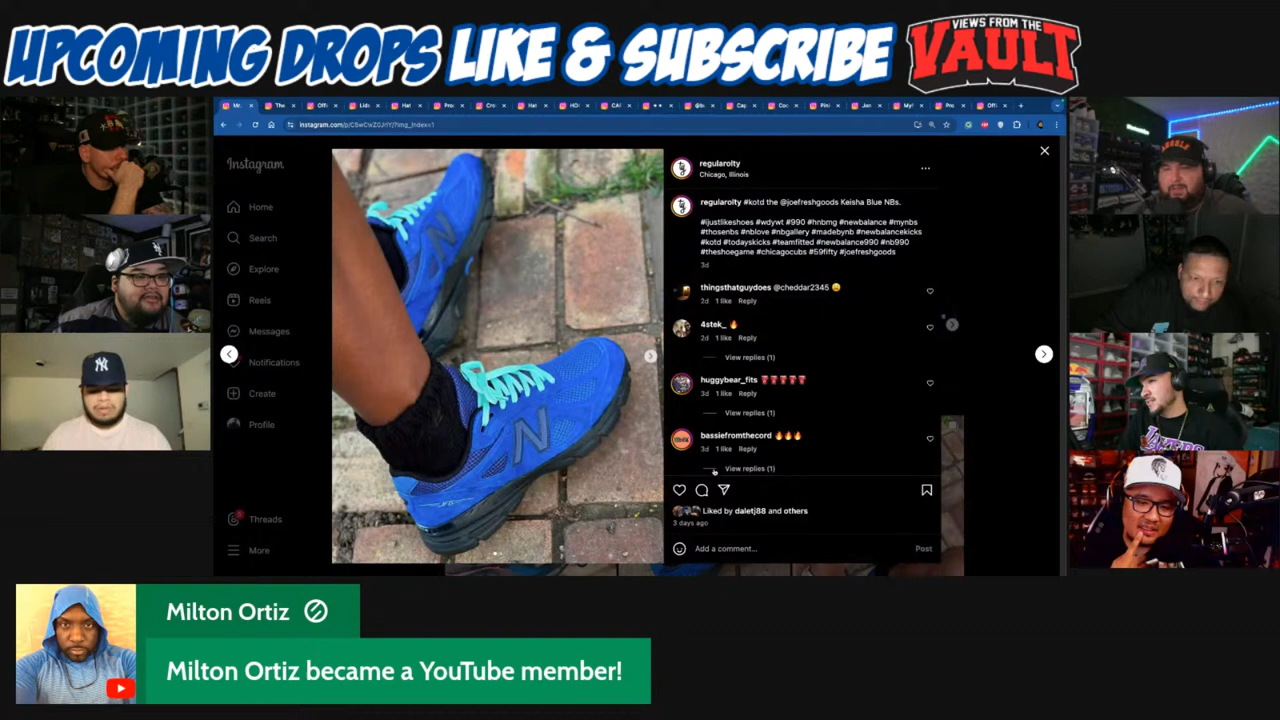 UPCOMING DROPS LIKE & SUBSCRIBE
VIEWS FROM THE
VAULT
Instagram
Home
Search
Explore
Reels
Messages
Notifications
Create
Profile
Threads
More
regularolty
Chicago, Illinois
regularolty #kotd the @joefreshgoods Keisha Blue NBs.
#ijustlikeshoes #wdywt #990 #hnbmg #newbalance #mynbs
#thosenbs #nblove #nbgallery #madebynb #newbalancekicks
#kotd #todayskicks #teamfitted #newbalance990 #nb990
#theshoegame #chicagocubs #59fifty #joefreshgoods
3d
thingsthatguydoes @cheddar2345 😄
2d 1 like Reply
4stek_ 🔥
2d 1 like Reply
View replies (1)
huggybear_fits
3d 1 like Reply
View replies (1)
bassiefromthecord 🔥🔥🔥
3d 1 like Reply
View replies (1)
Liked by daletj88 and others
3 days ago
Add a comment... Post
Milton Ortiz
Milton Ortiz became a YouTube member!